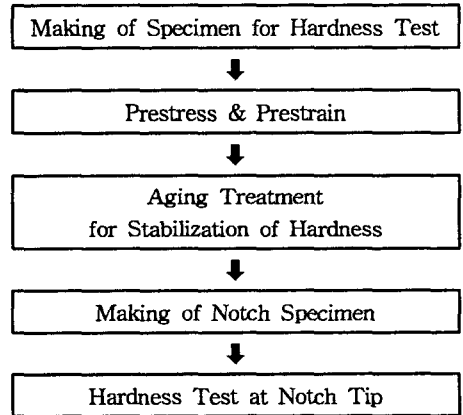 Making of Specimen for Hardness Test
Prestress & Prestrain
Aging Treatment
for Stabilization of Hardness
Making of Notch Specimen
Hardness Test at Notch Tip